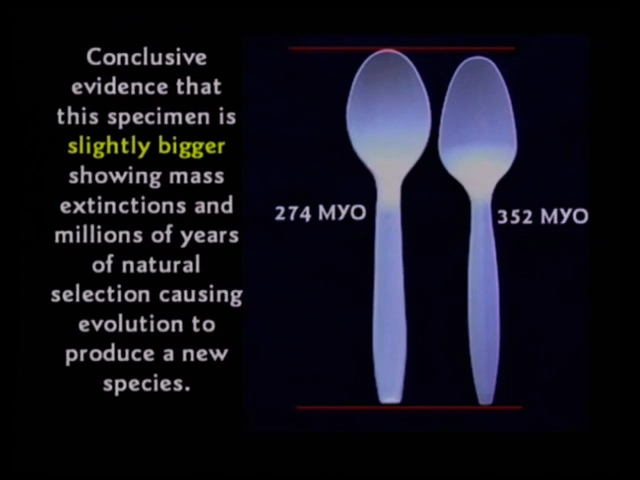 Conclusive
evidence that
this specimen is
slightly bigger
showing mass
extinctions and
millions of years
of natural
selection causing
evolution to
produce a new
species.
274 MYO
352 MYO